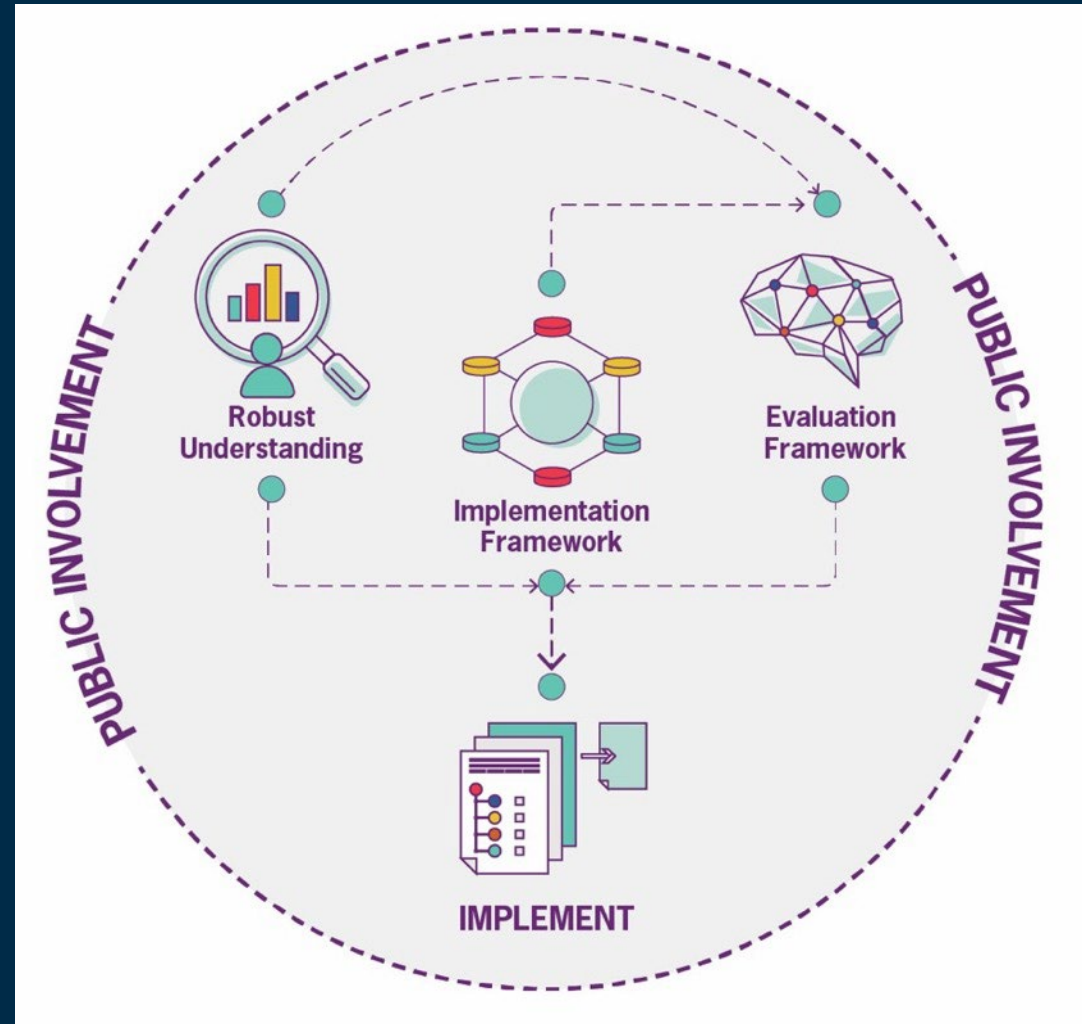 PUBLIC INVOLVEMENT
PUBLIC INVOLVEMENT
Robust
Understanding
Implementation
Framework
Evaluation
Framework
IMPLEMENT